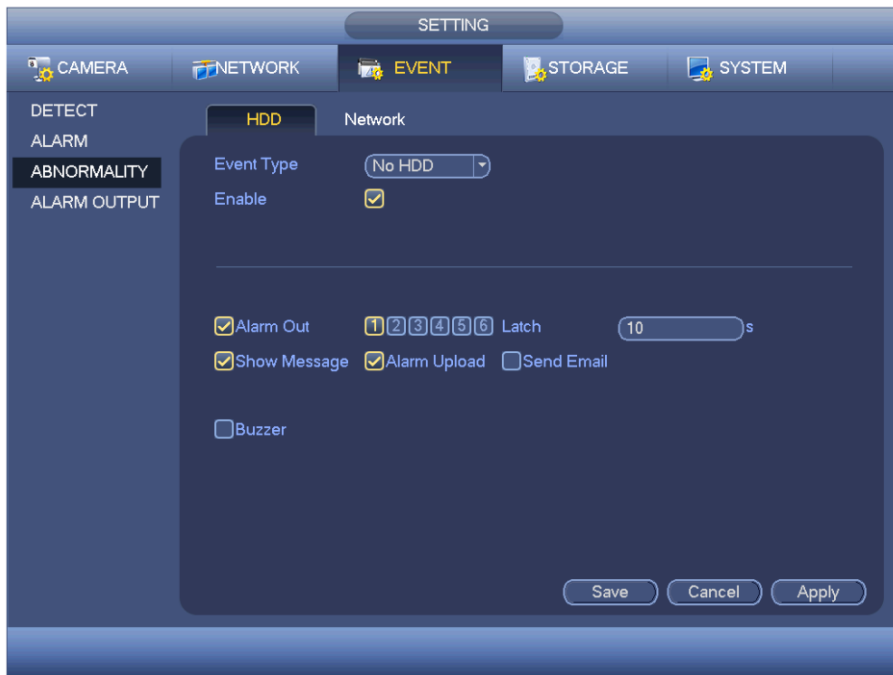 SETTING
CAMERA NETWORK EVENT STORAGE SYSTEM
DETECT
ALARM
ABNORMALITY
ALARM OUTPUT
HDD Network
Event Type No HDD
Enable
Alarm Out 1 2 3 4 5 6 Latch 10 s
Show Message Alarm Upload Send Email
Buzzer
Save Cancel Apply